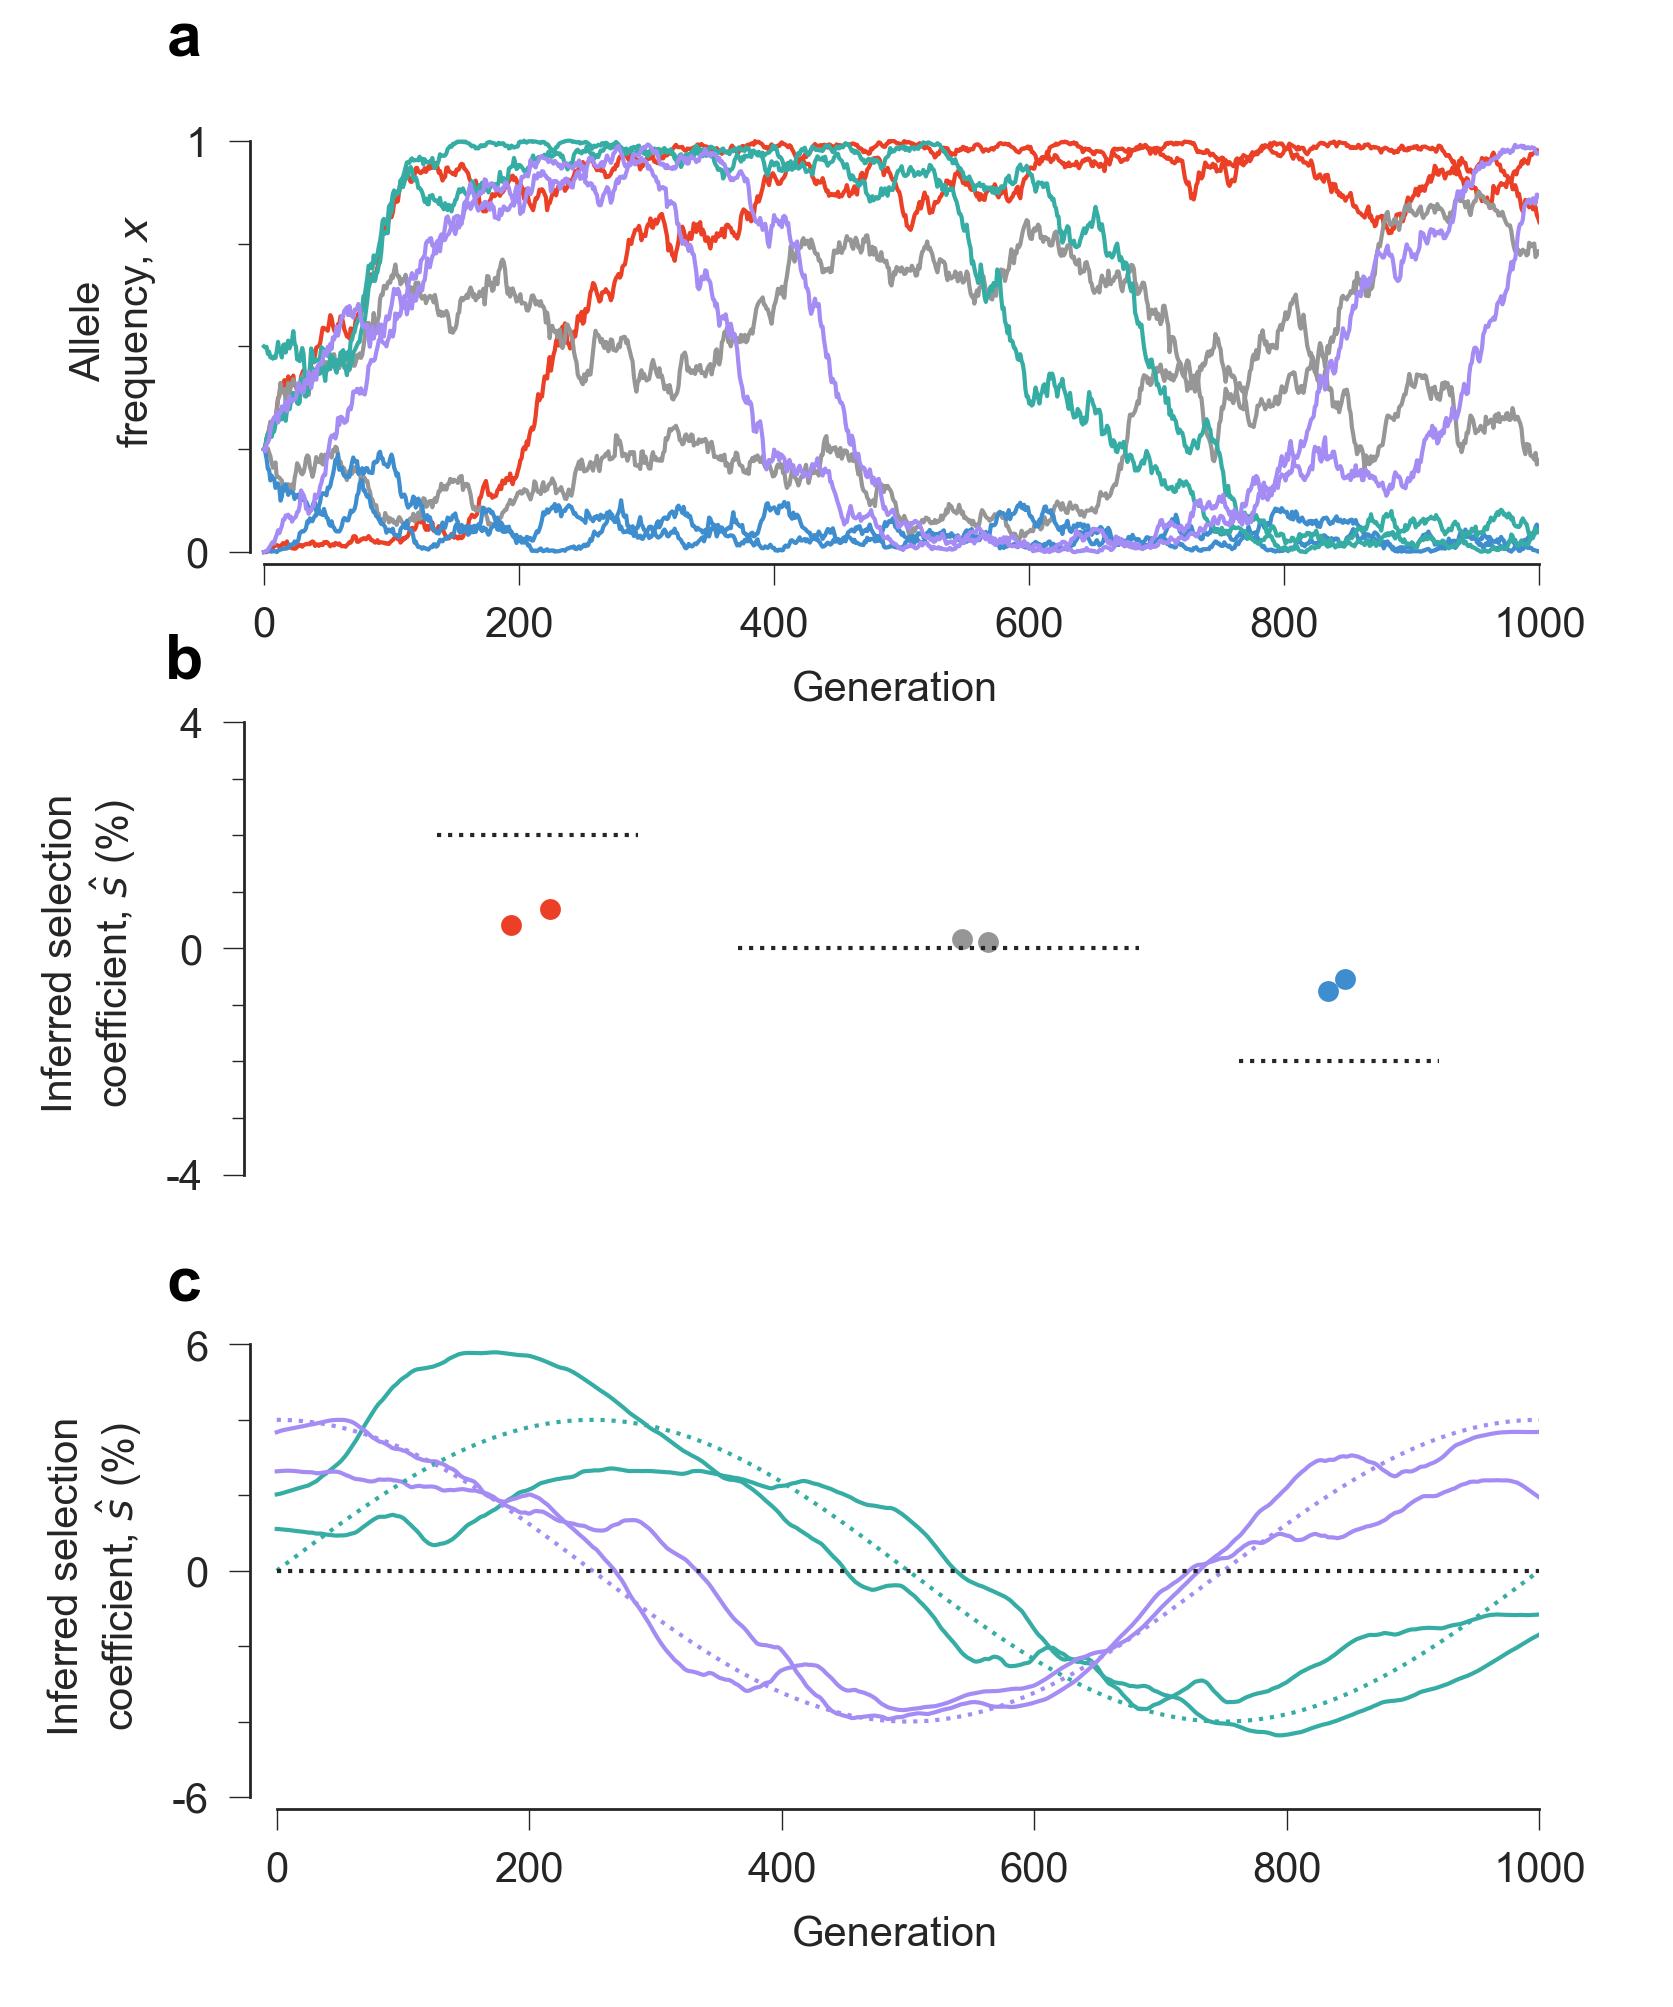 a
1
0
Allele
frequency, x
0 200 400 600 800 1000
Generation
b
4
0
-4
Inferred selection
coefficient, ŝ (%)
c
6
0
-6
Inferred selection
coefficient, ŝ (%)
0 200 400 600 800 1000
Generation